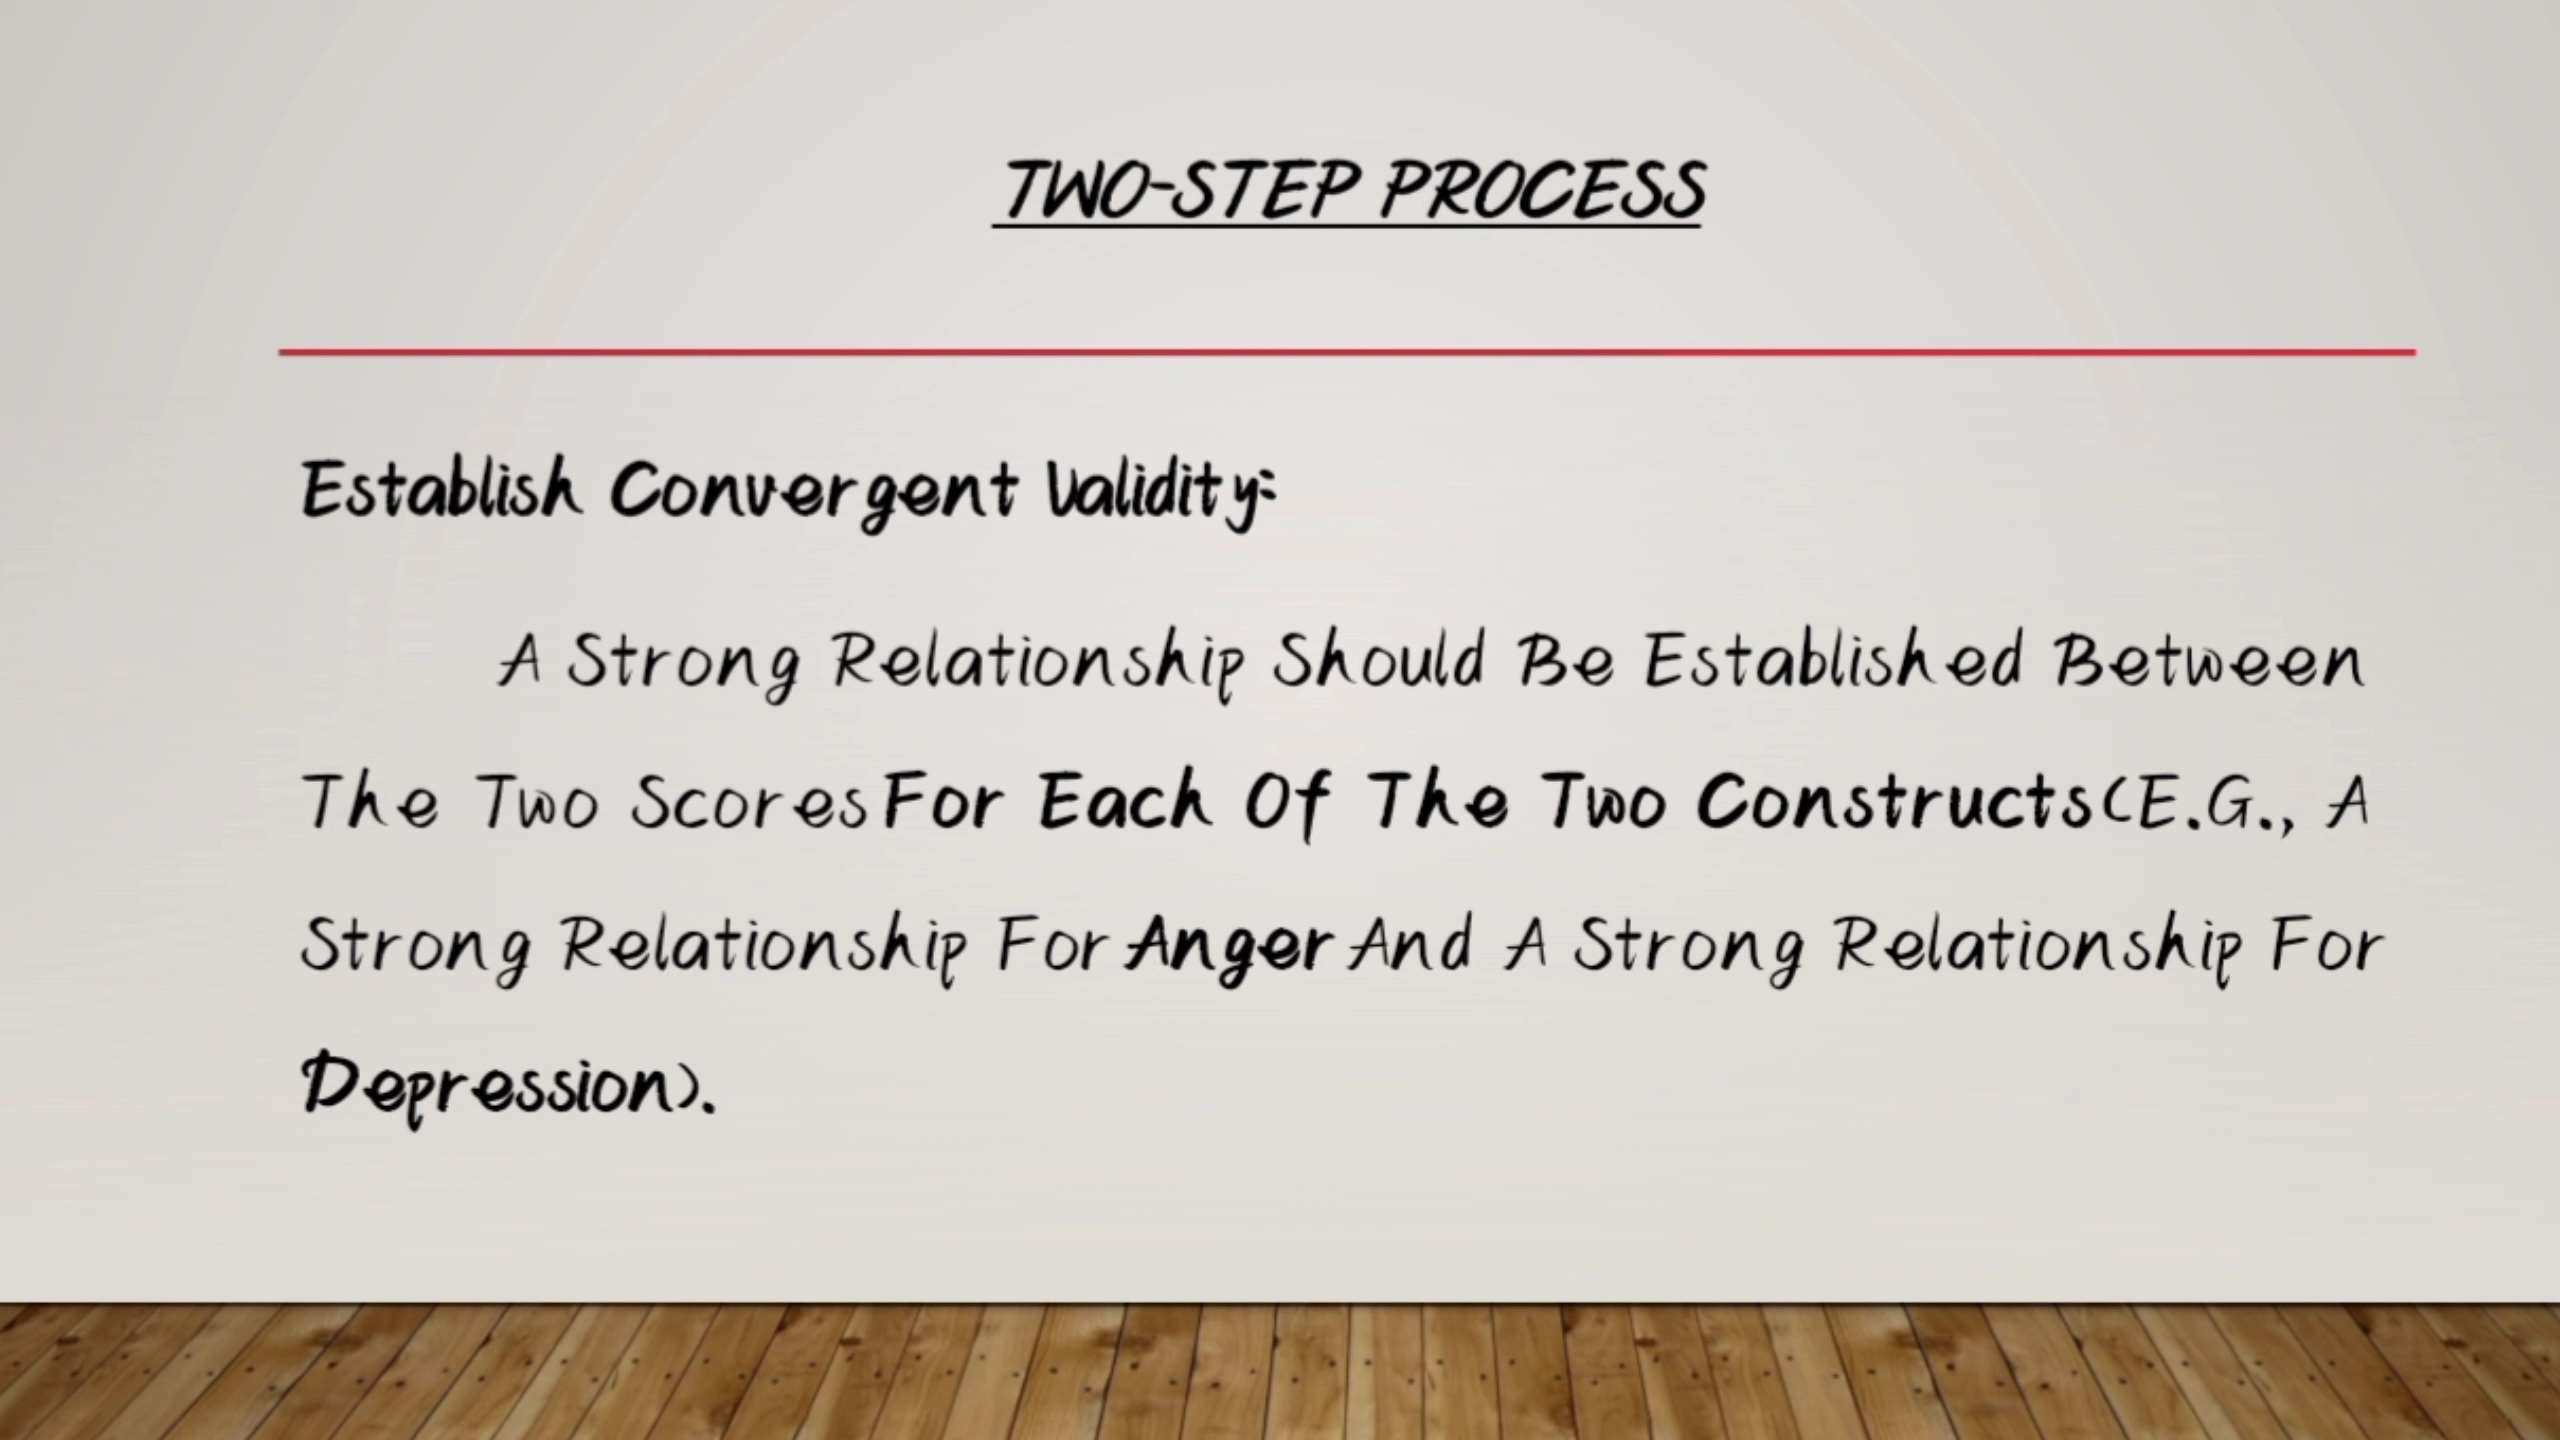 TWO-STEP PROCESS
Establish Convergent Validity:
A Strong Relationship Should Be Established Between
The Two Scores For Each Of The Two Constructs (E.G., A
Strong Relationship For Anger And A Strong Relationship For
Depression).